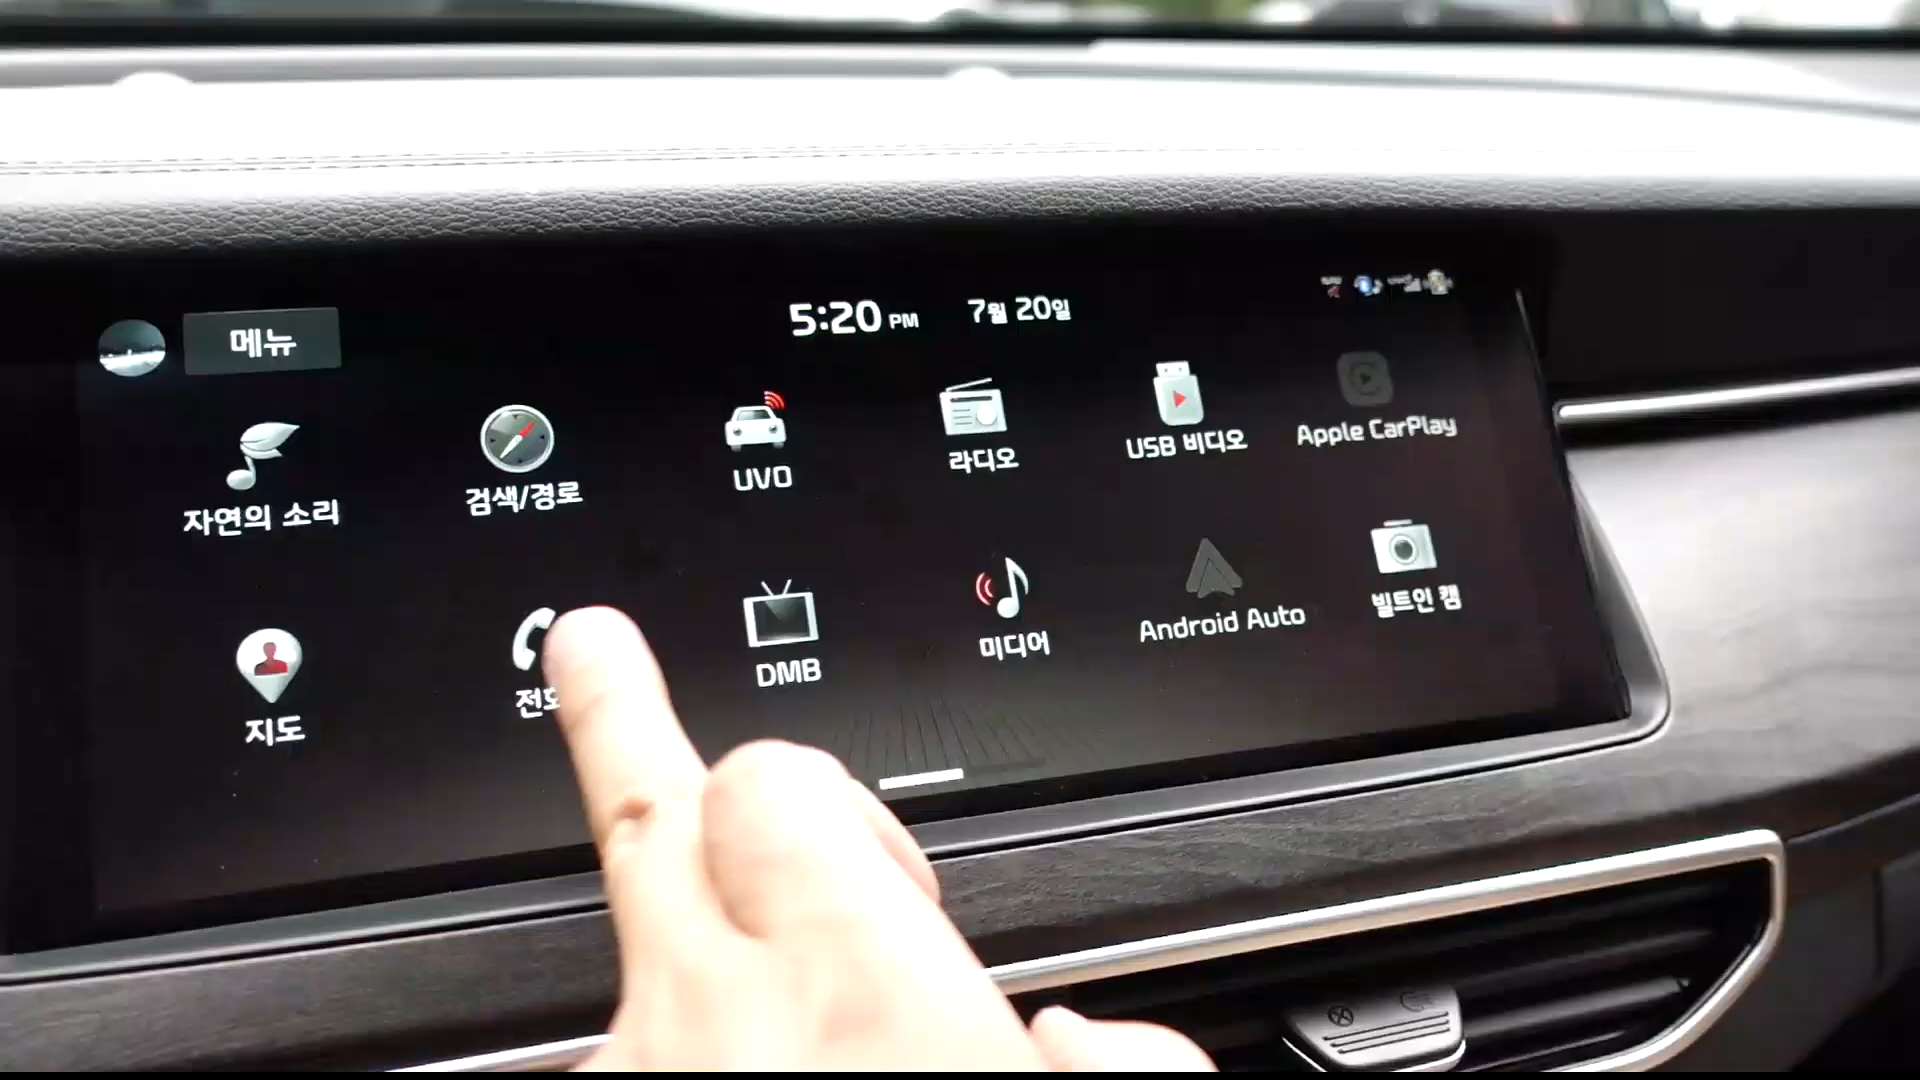 메뉴
5:20 PM 7월 20일
자연의 소리
검색/경로
UVO
라디오
USB 비디오
Apple CarPlay
지도
DMB
미디어
Android Auto
빌트인 캠